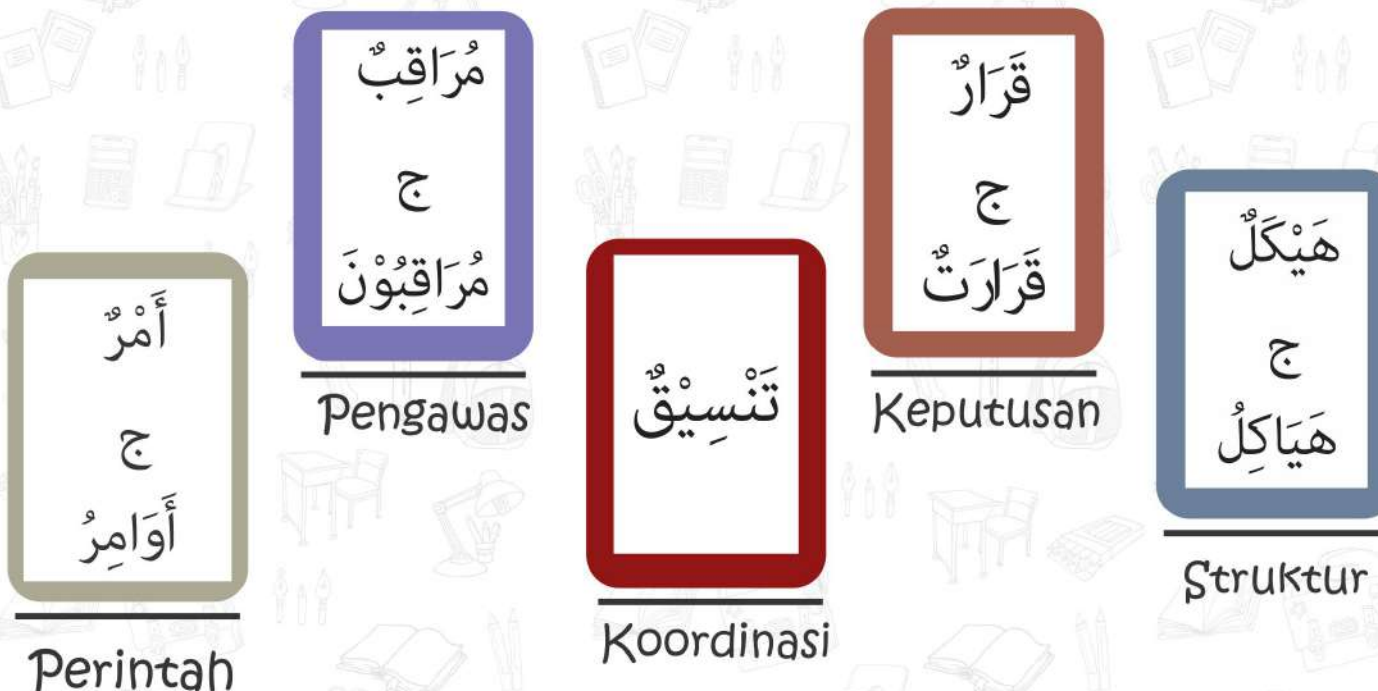 أَمْرٌ
ج
أَوَامِرُ
Perintah
مُرَاقِبٌ
ج
مُرَاقِبُوْنَ
Pengawas
تَنْسِيْقٌ
Koordinasi
قَرَارٌ
ج
قَرَارَتٌ
Keputusan
هَيْكَلٌ
ج
هَيَاكِلُ
Struktur